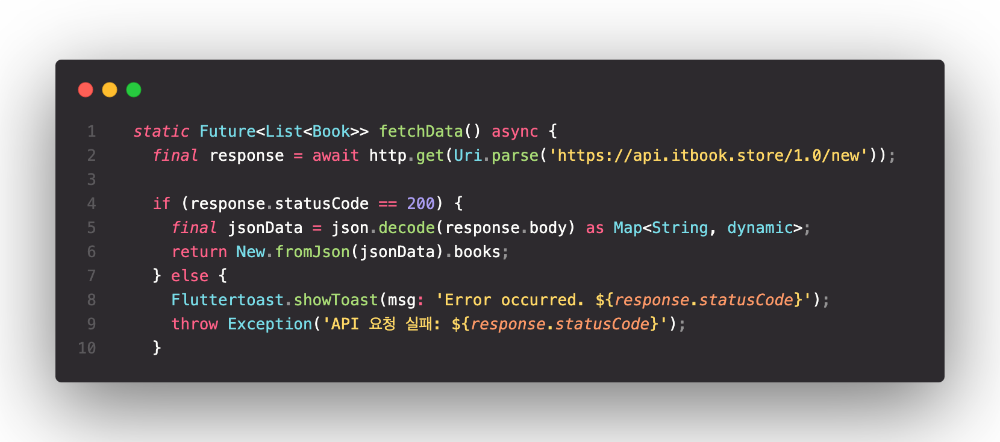 1 static Future<List<Book>> fetchData() async {
2 final response = await http.get(Uri.parse('https://api.itbook.store/1.0/new'));
3
4 if (response.statusCode == 200) {
5 final jsonData = json.decode(response.body) as Map<String, dynamic>;
6 return New.fromJson(jsonData).books;
7 } else {
8 Fluttertoast.showToast(msg: 'Error occurred. ${response.statusCode}');
9 throw Exception('API 요청 실패: ${response.statusCode}');
10 }